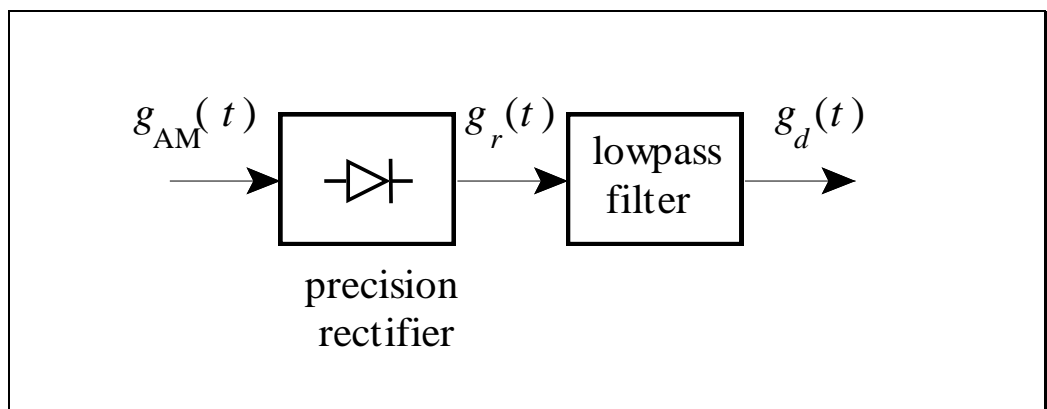 g_AM(t)
g_r(t)
g_d(t)
lowpass
filter
precision
rectifier